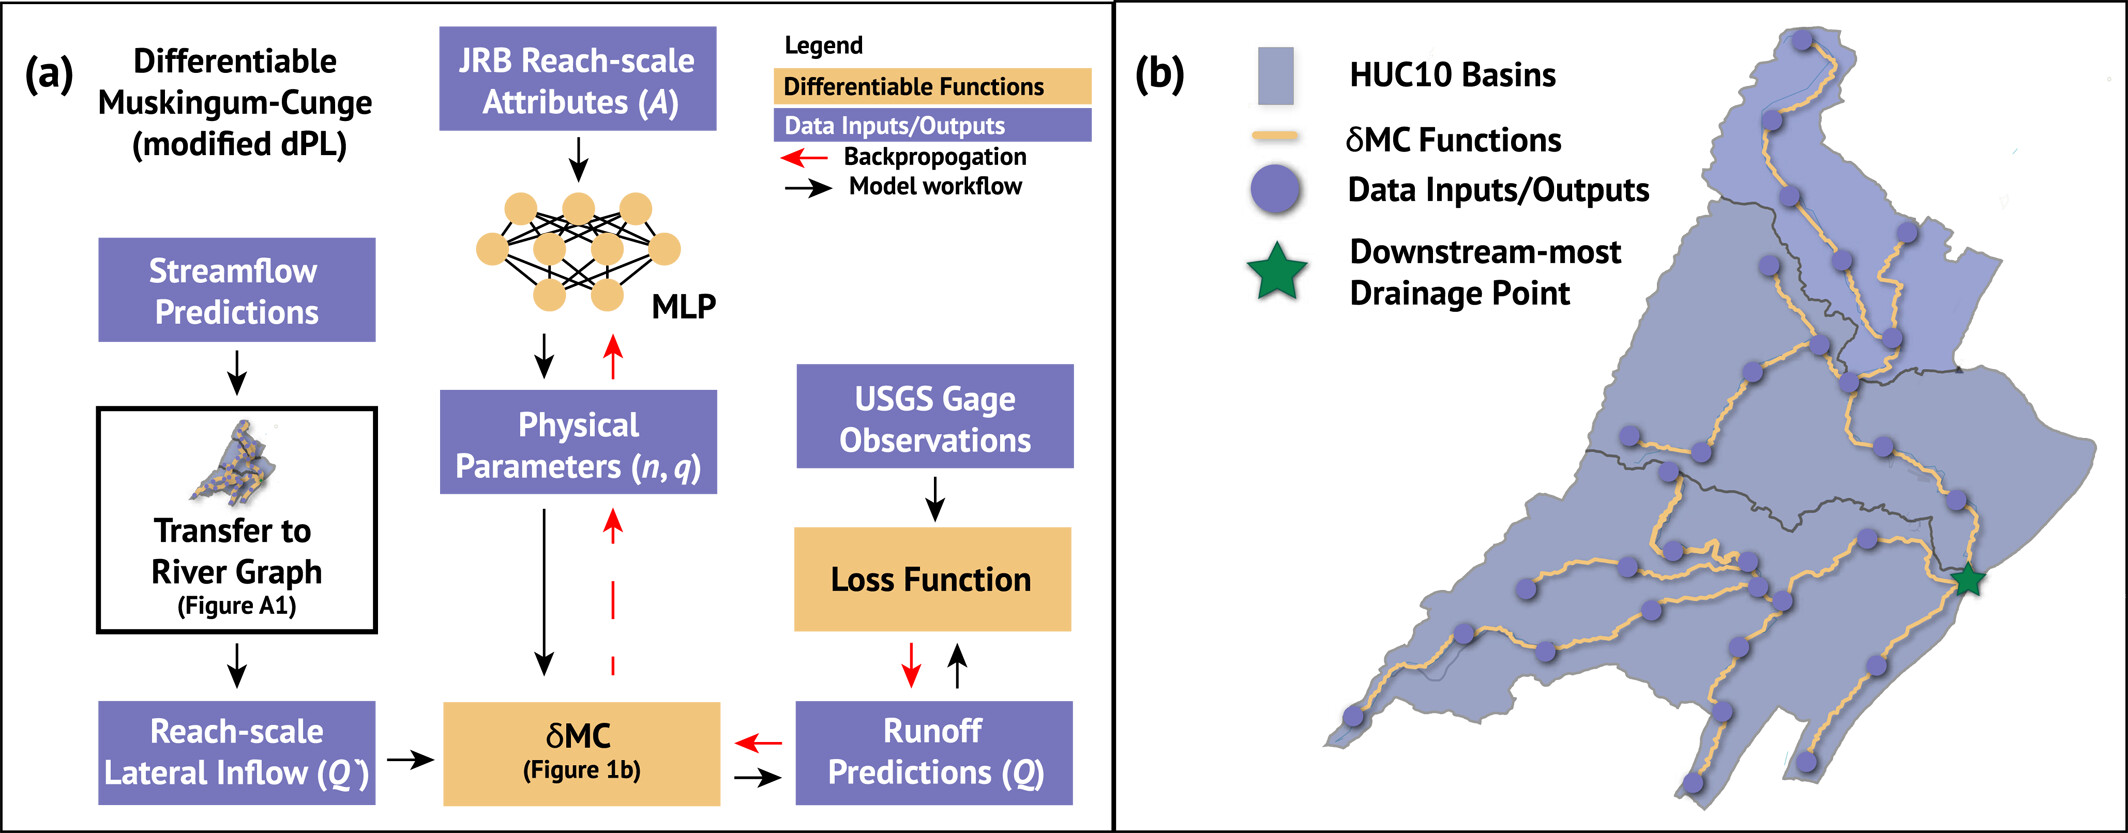 (a)
Differentiable
Muskingum-Cunge
(modified dPL)
JRB Reach-scale
Attributes (A)
Legend
Differentiable Functions
Data Inputs/Outputs
Backpropogation
Model workflow
MLP
Streamflow
Predictions
Transfer to
River Graph
(Figure A1)
Reach-scale
Lateral Inflow (Q`)
Physical
Parameters (n, q)
δMC
(Figure 1b)
USGS Gage
Observations
Loss Function
Runoff
Predictions (Q)
(b)
HUC10 Basins
δMC Functions
Data Inputs/Outputs
Downstream-most
Drainage Point